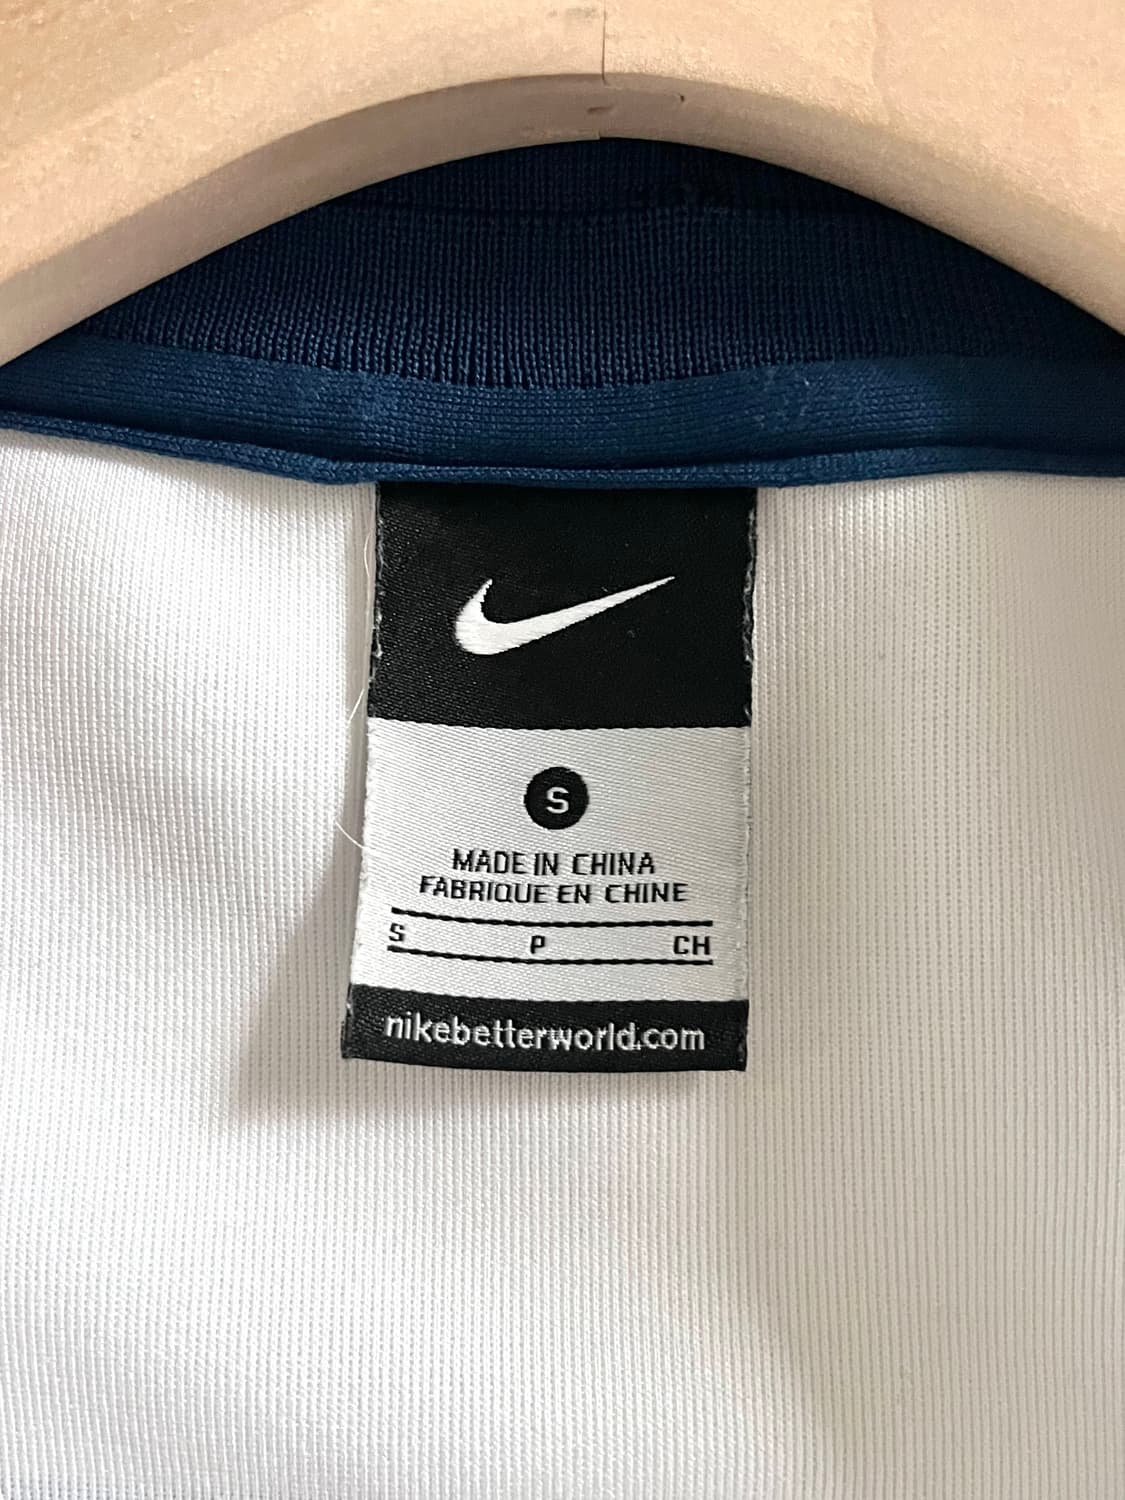 S
MADE IN CHINA
FABRIQUE EN CHINE
S P CH
nikebetterworld.com